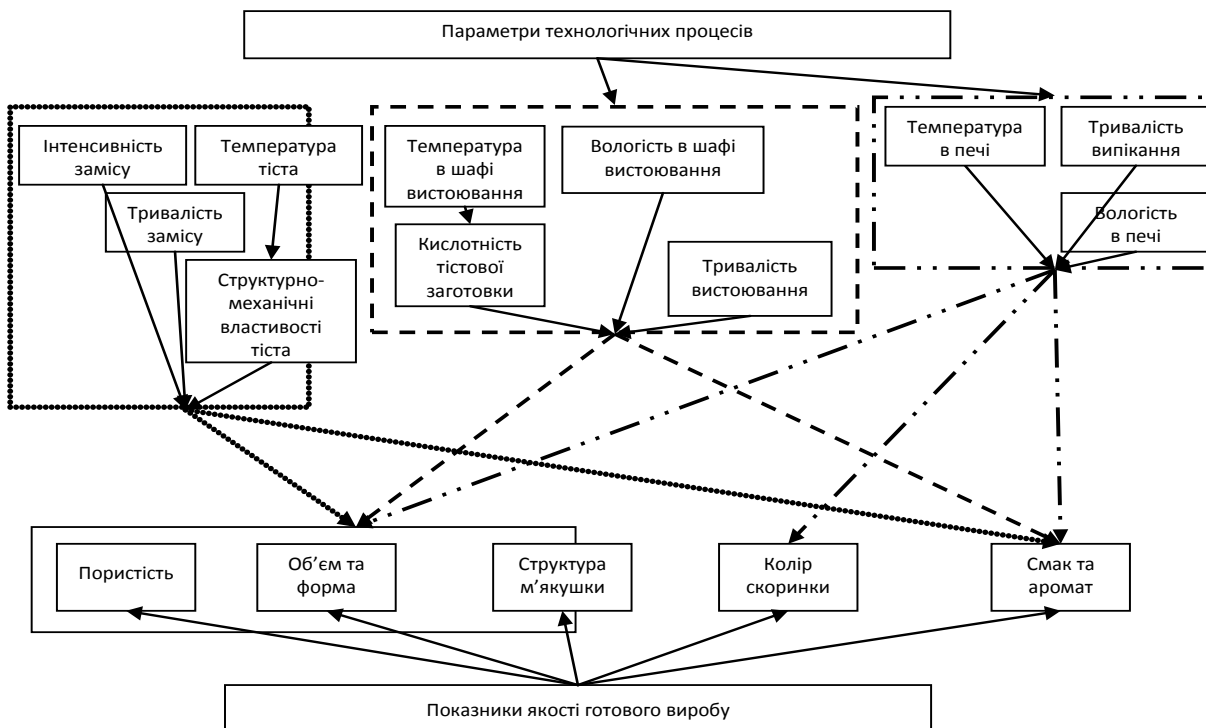 Параметри технологічних процесів
Інтенсивність
замісу
Температура
тіста
Тривалість
замісу
Структурно-
механічні
властивості
тіста
Температура
в шафі
вистоювання
Вологість в шафі
вистоювання
Кислотність
тістової
заготовки
Тривалість
вистоювання
Температура
в печі
Тривалість
випікання
Вологість
в печі
Пористість
Об’єм та
форма
Структура
м’якушки
Колір
скоринки
Смак та
аромат
Показники якості готового виробу